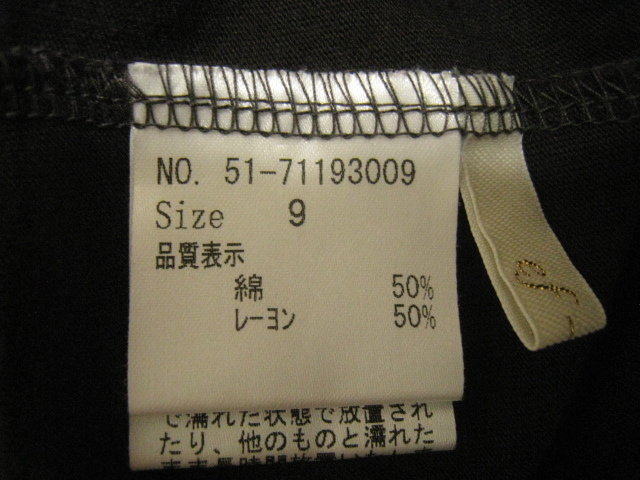 NO. 51-71193009
Size 9
品質表示
綿 50%
レーヨン 50%
で濡れた状態で放置され
たり、他のものと濡れた